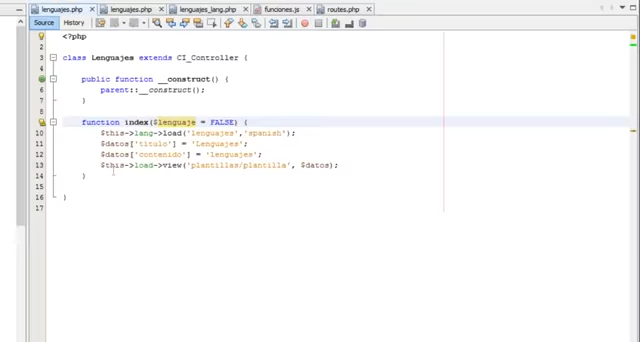 lenguajes.php lenguajes.php lenguajes_lang.php funciones.js routes.php
Source History
1 <?php
2
3 class Lenguajes extends CI_Controller {
4
5 public function __construct() {
6 parent::__construct();
7 }
8
function index($lenguaje = FALSE) {
10 $this->lang->load('lenguajes','spanish');
11 $datos['titulo'] = 'Lenguajes';
12 $datos['contenido'] = 'lenguajes';
13 $this->load->view('plantillas/plantilla', $datos);
14 }
15
16 }
17